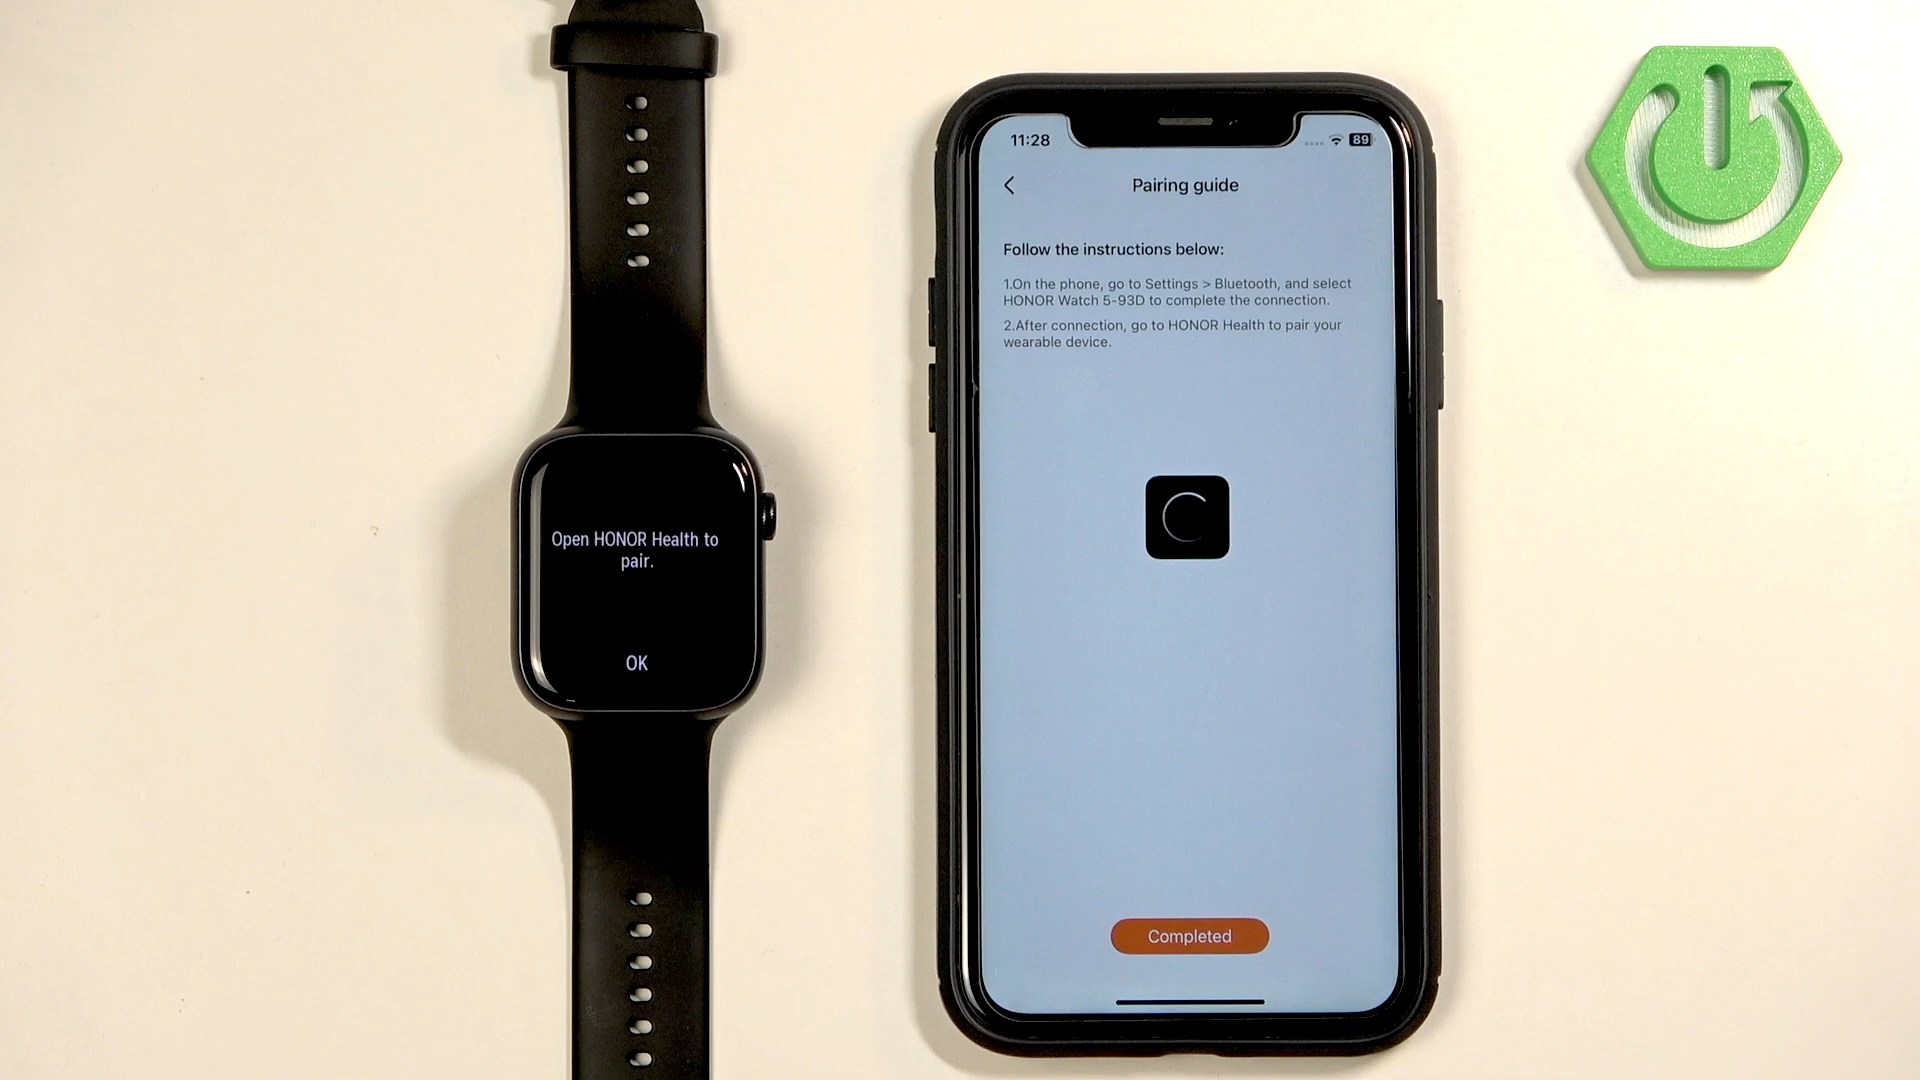 Open HONOR Health to
pair.
OK
11:28
89
Pairing guide
Follow the instructions below:
1.On the phone, go to Settings > Bluetooth, and select
HONOR Watch 5-93D to complete the connection.
2.After connection, go to HONOR Health to pair your
wearable device.
Completed